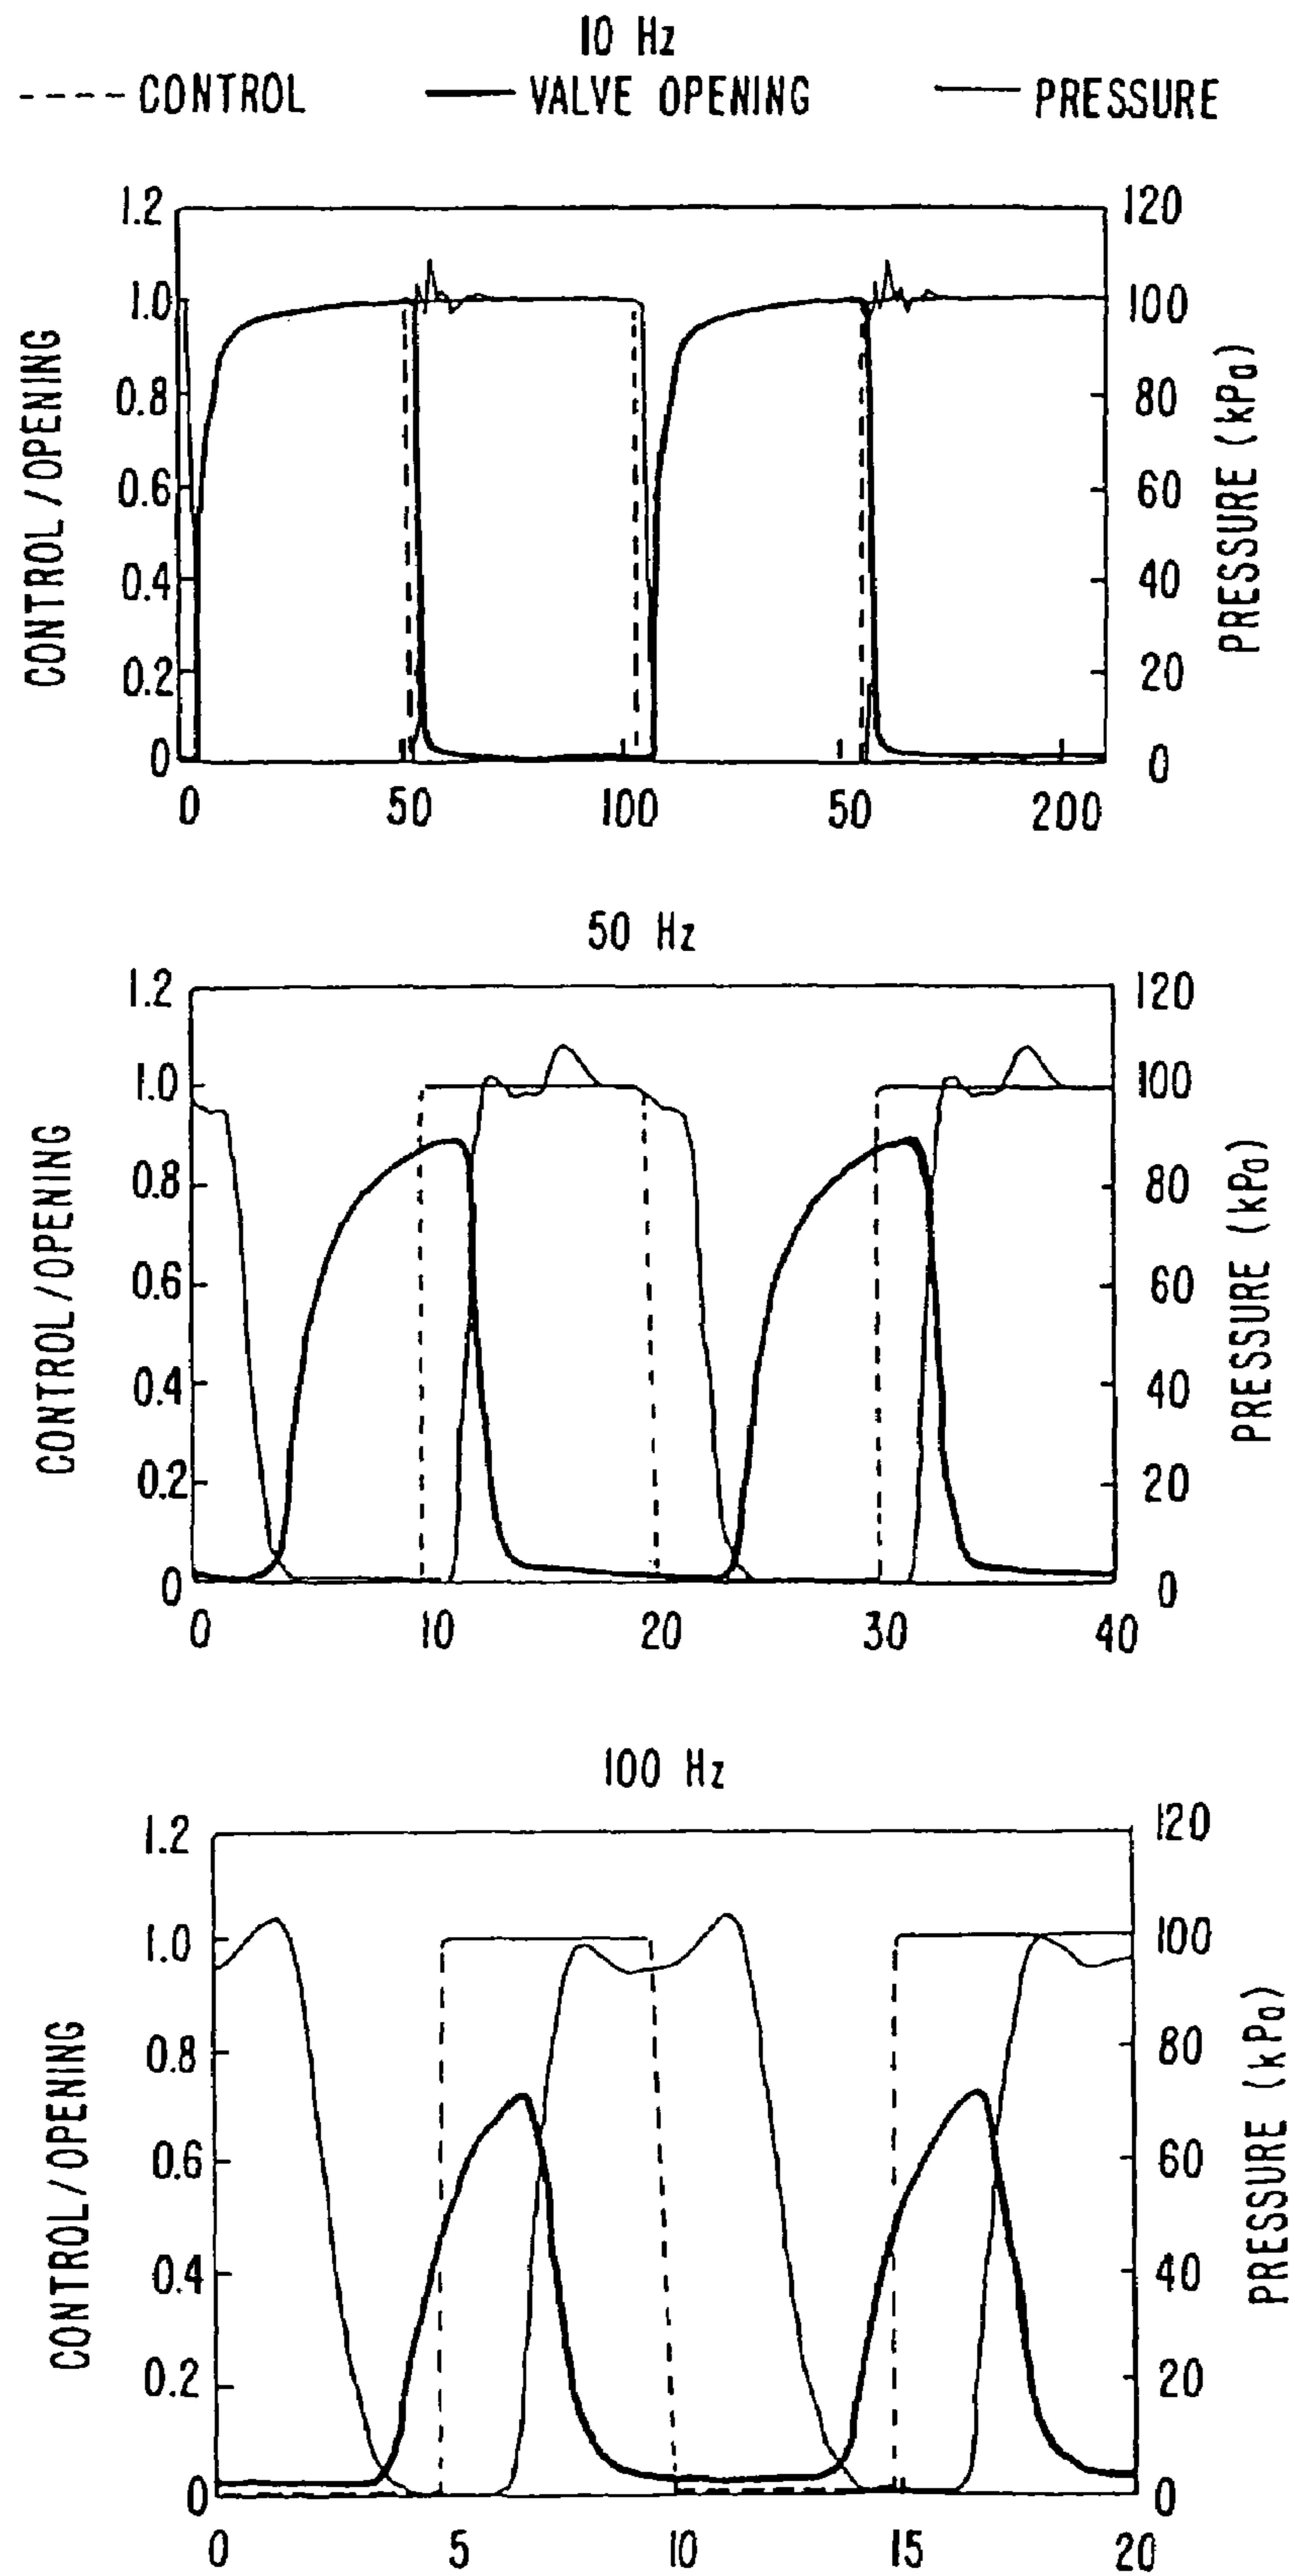 10 Hz
CONTROL VALVE OPENING PRESSURE
1.2 120
1.0 100
0.8 80
0.6 60
0.4 40
0.2 20
0 0
CONTROL/OPENING
PRESSURE (kPa)
0 50 100 50 200
50 Hz
1.2 120
1.0 100
0.8 80
0.6 60
0.4 40
0.2 20
0 0
CONTROL/OPENING
PRESSURE (kPa)
0 10 20 30 40
100 Hz
1.2 120
1.0 100
0.8 80
0.6 60
0.4 40
0.2 20
0 0
CONTROL/OPENING
PRESSURE (kPa)
0 5 10 15 20